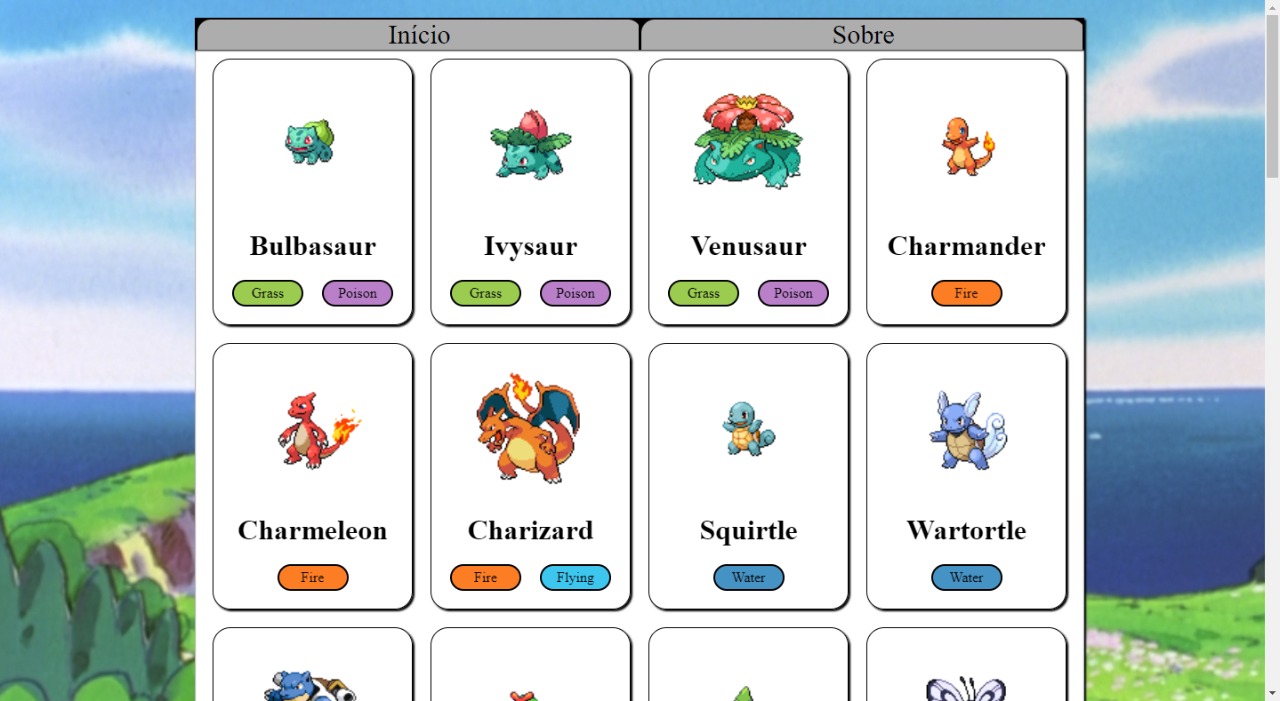 Início Sobre
Bulbasaur Ivysaur Venusaur Charmander
Grass Poison Grass Poison Grass Poison Fire
Charmeleon Charizard Squirtle Wartortle
Fire Fire Flying Water Water